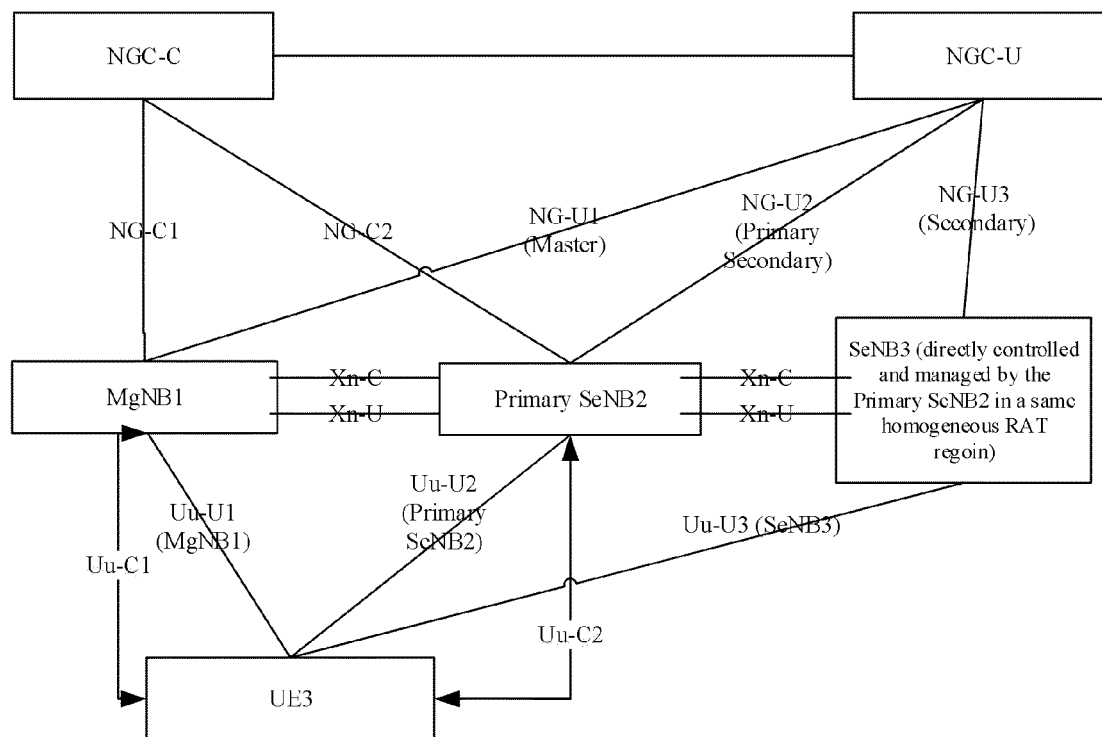 NGC-C
NGC-U
NG-C1
NG-C2
NG-U1
(Master)
NG-U2
(Primary
Secondary)
NG-U3
(Secondary)
MgNB1
Xn-C
Xn-U
Primary SeNB2
Xn-C
Xn-U
SeNB3 (directly controlled
and managed by the
Primary SeNB2 in a same
homogeneous RAT
regoin)
Uu-C1
Uu-U1
(MgNB1)
Uu-U2
(Primary
SeNB2)
Uu-C2
Uu-U3 (SeNB3)
UE3